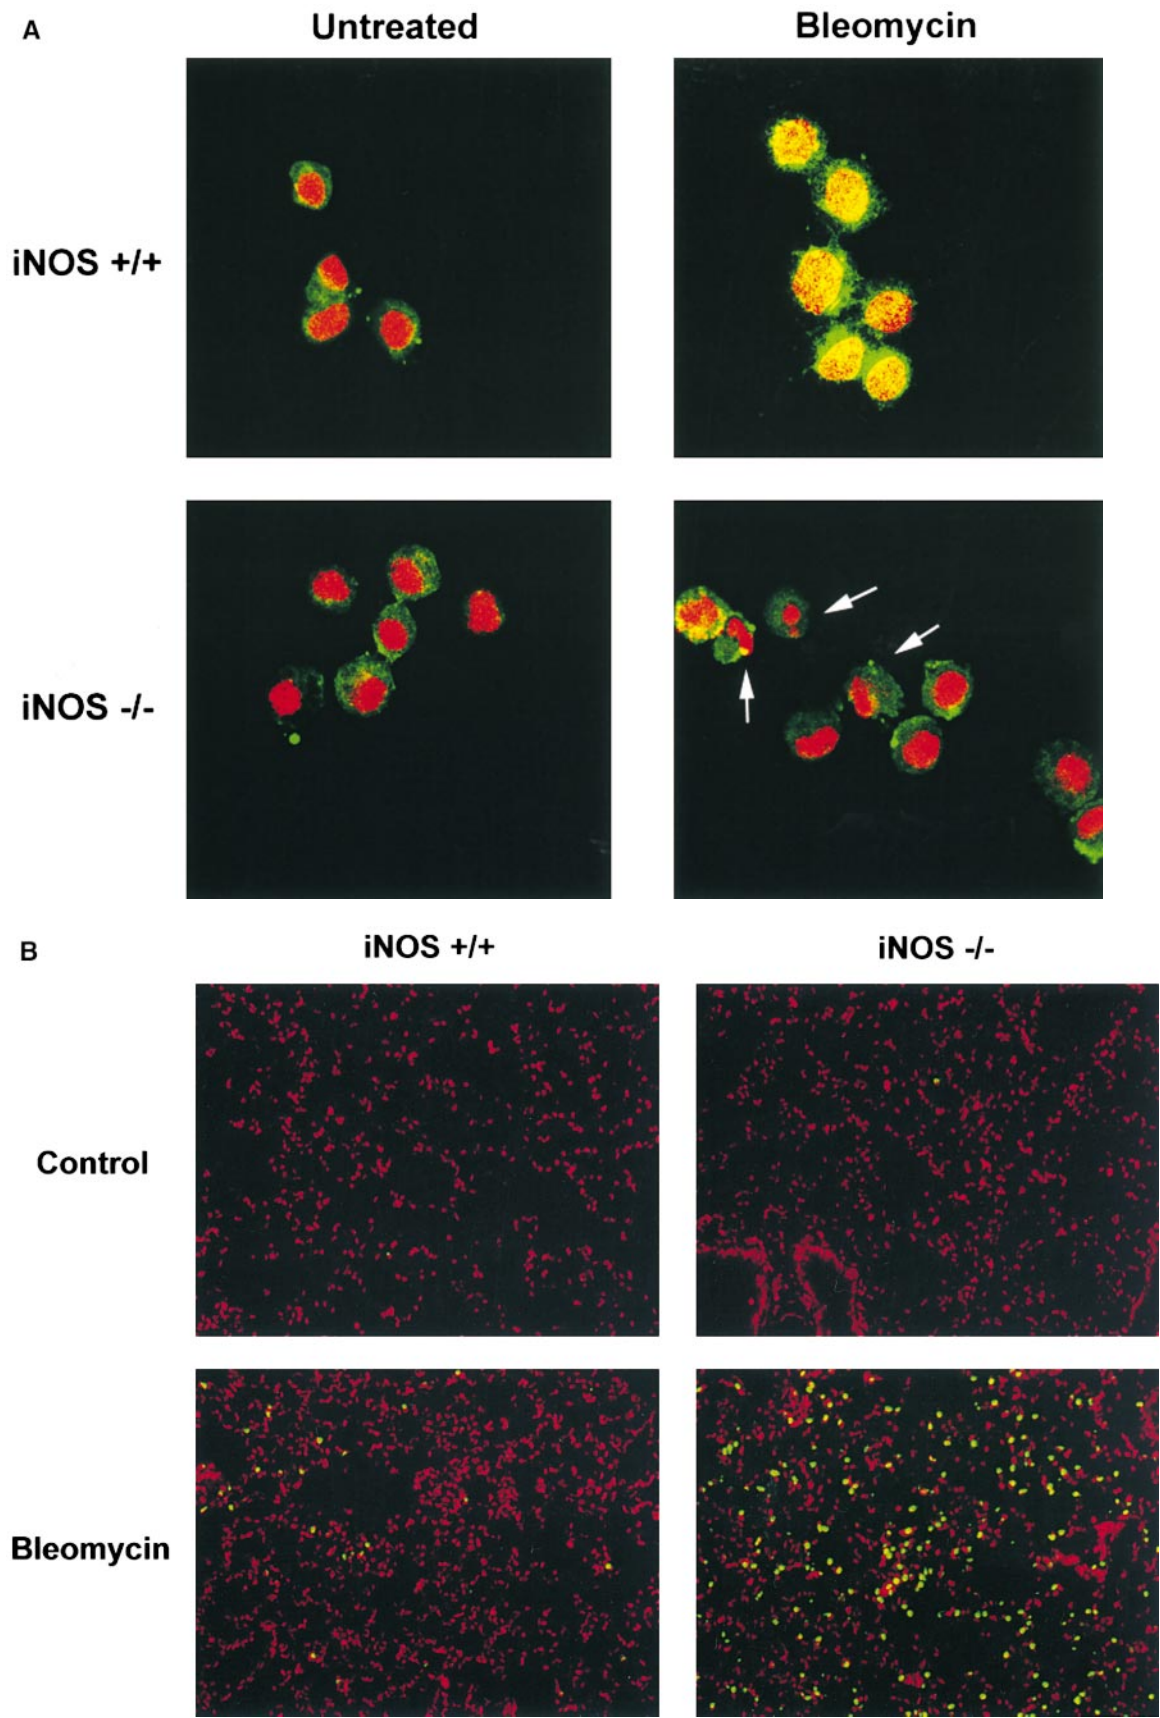 A
Untreated
Bleomycin
iNOS +/+
iNOS -/-
B
iNOS +/+
iNOS -/-
Control
Bleomycin